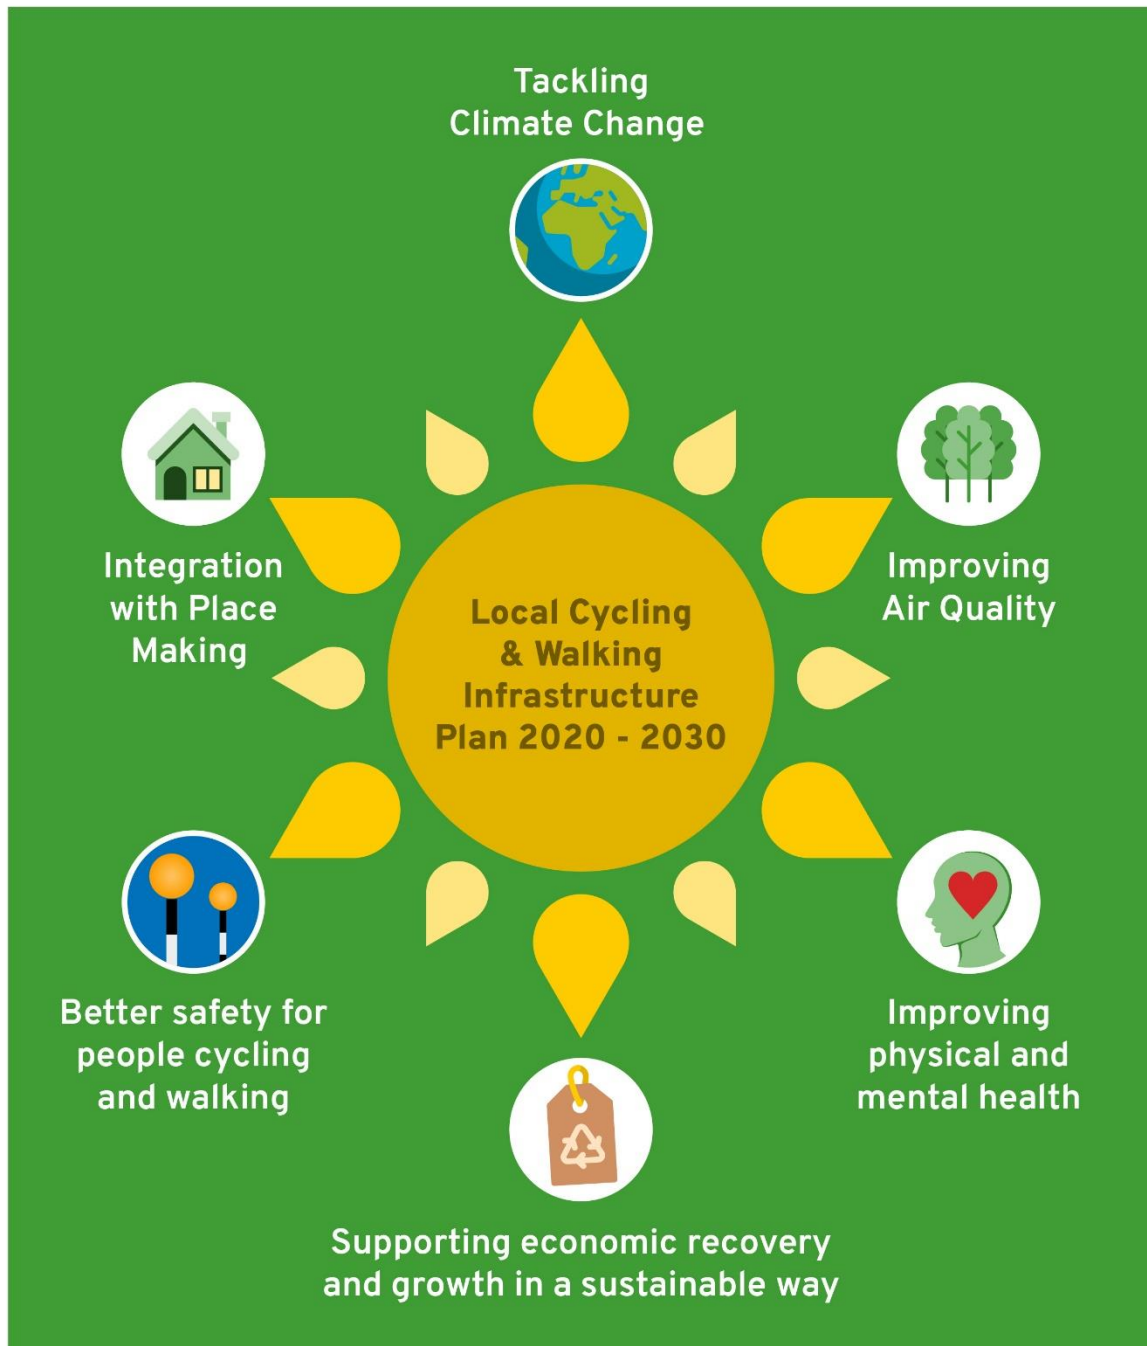 Tackling
Climate Change
Integration
with Place
Making
Improving
Air Quality
Local Cycling
& Walking
Infrastructure
Plan 2020 - 2030
Better safety for
people cycling
and walking
Improving
physical and
mental health
Supporting economic recovery
and growth in a sustainable way